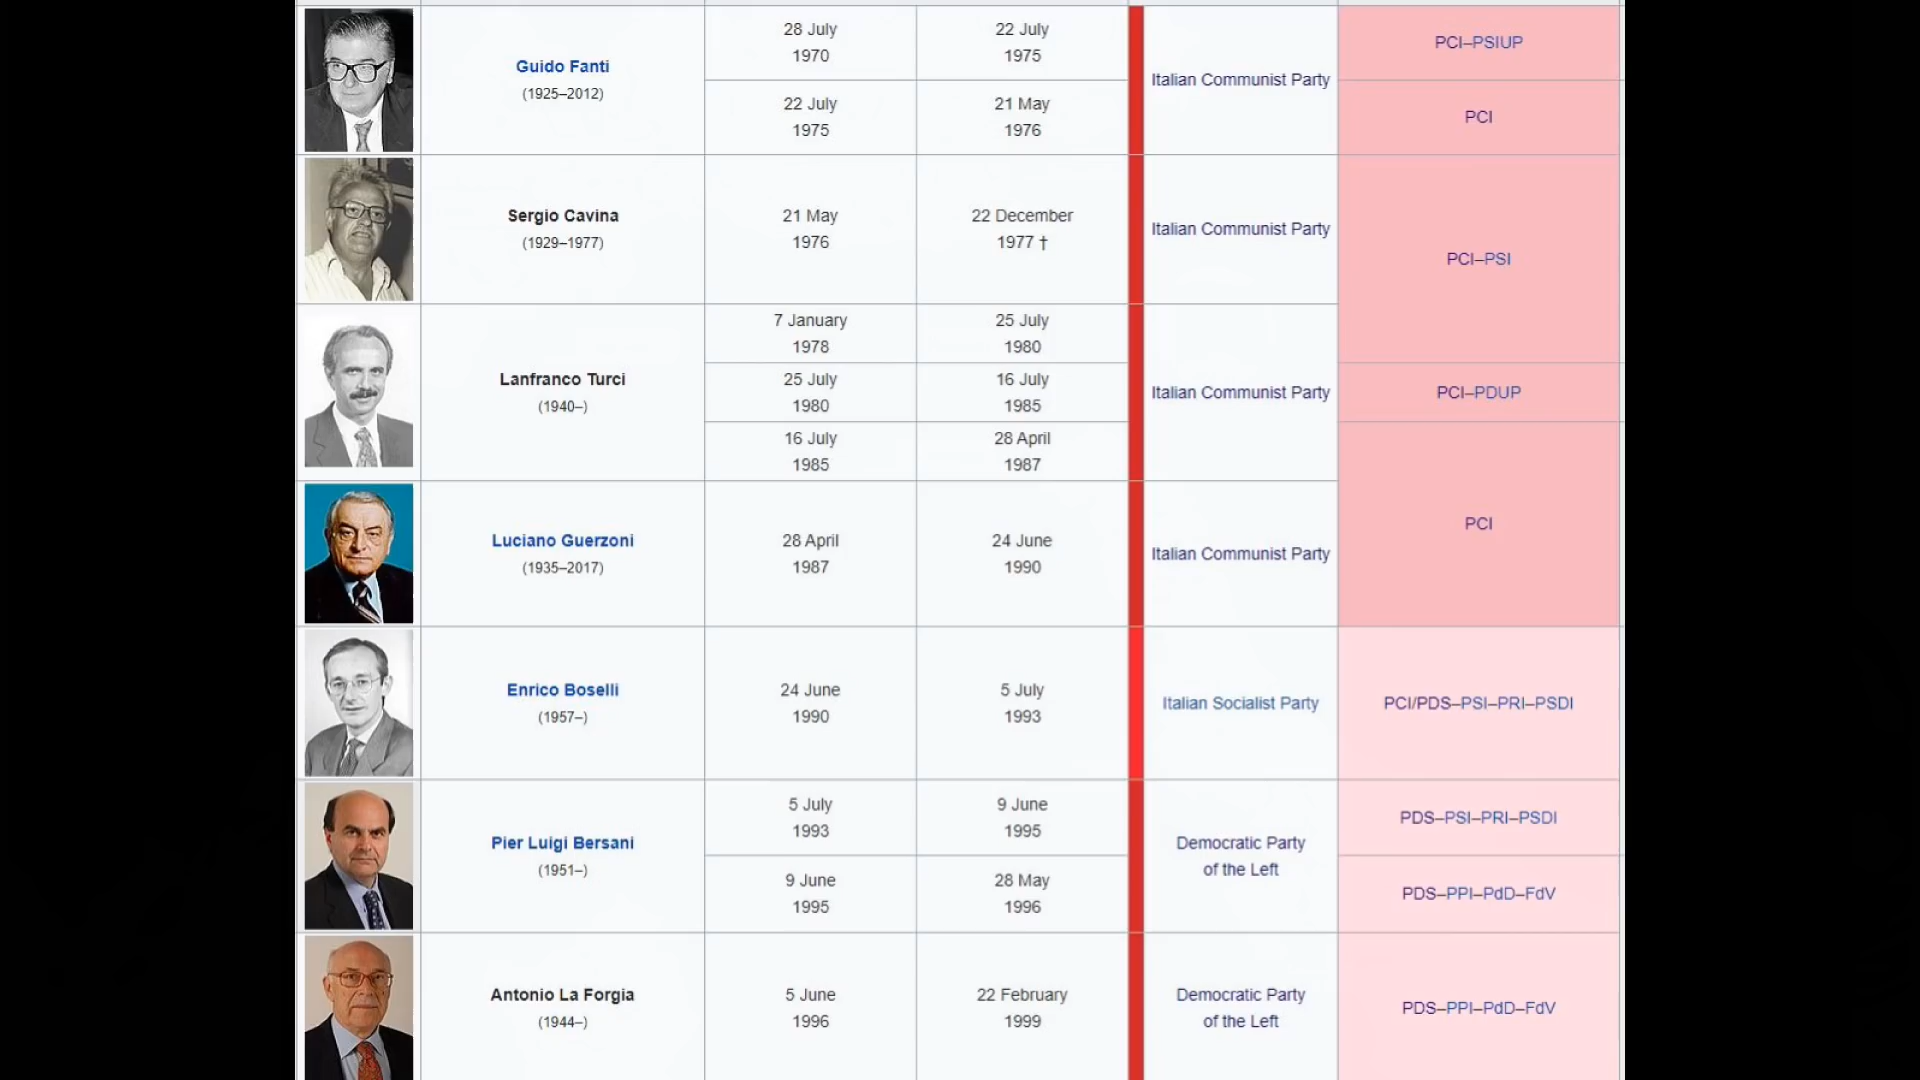 28 July
1970
22 July
1975
PCI–PSIUP
Guido Fanti
(1925–2012)
Italian Communist Party
22 July
1975
21 May
1976
PCI
Sergio Cavina
(1929–1977)
21 May
1976
22 December
1977 †
Italian Communist Party
PCI–PSI
7 January
1978
25 July
1980
Lanfranco Turci
(1940–)
25 July
1980
16 July
1985
Italian Communist Party
PCI–PDUP
16 July
1985
28 April
1987
Luciano Guerzoni
(1935–2017)
28 April
1987
24 June
1990
Italian Communist Party
PCI
Enrico Boselli
(1957–)
24 June
1990
5 July
1993
Italian Socialist Party
PCI/PDS–PSI–PRI–PSDI
Pier Luigi Bersani
(1951–)
5 July
1993
9 June
1995
Democratic Party
of the Left
PDS–PSI–PRI–PSDI
9 June
1995
28 May
1996
PDS–PPI–PdD–FdV
Antonio La Forgia
(1944–)
5 June
1996
22 February
1999
Democratic Party
of the Left
PDS–PPI–PdD–FdV